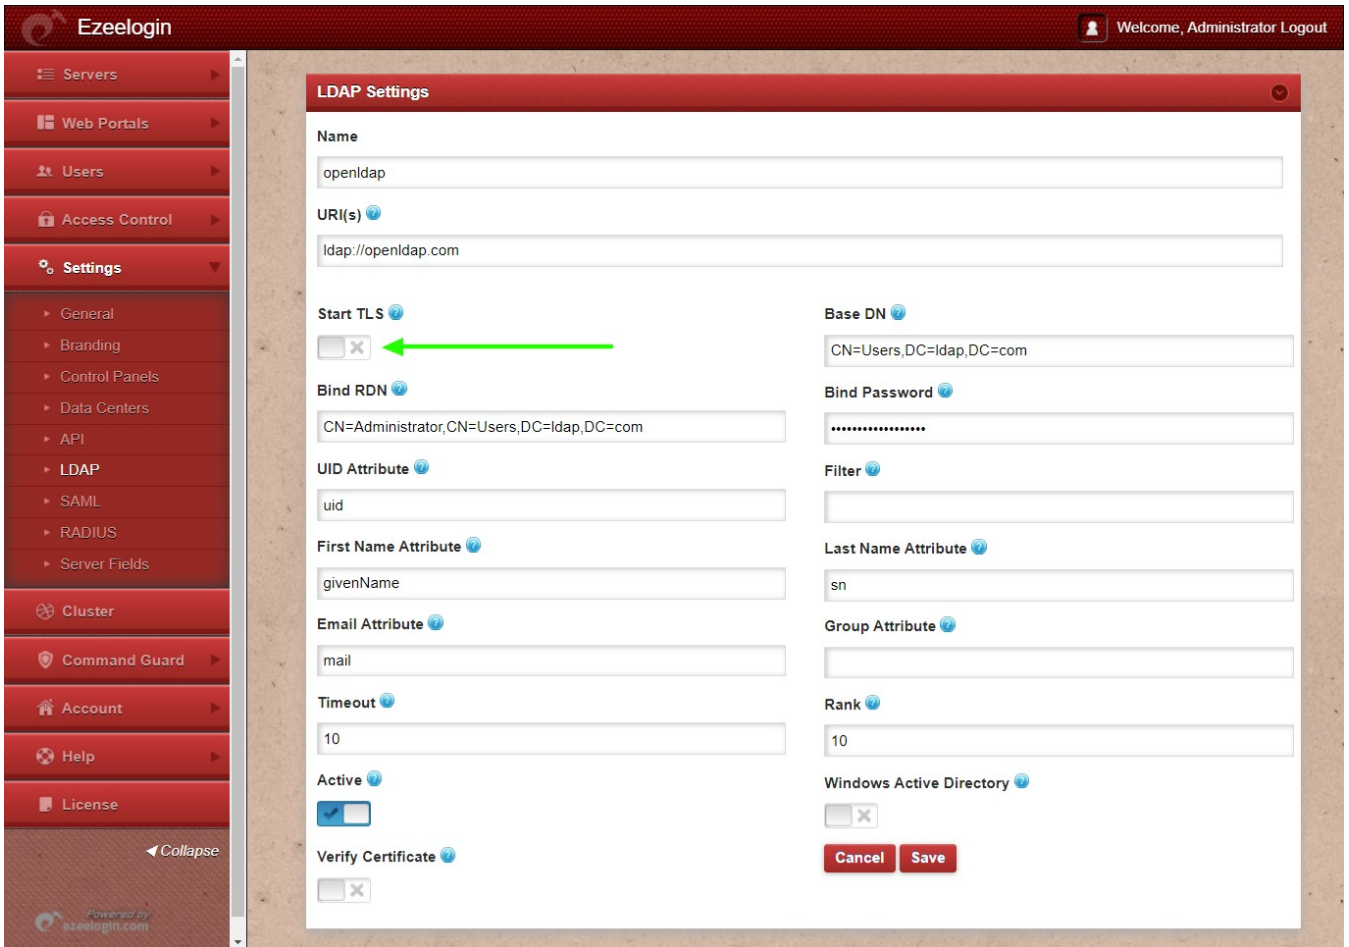 Ezeelogin
Welcome, Administrator Logout
Servers
Web Portals
Users
Access Control
Settings
General
Branding
Control Panels
Data Centers
API
LDAP
SAML
RADIUS
Server Fields
Cluster
Command Guard
Account
Help
License
Collapse
Powered by
ezeelogin.com
LDAP Settings
Name
openldap
URI(s)
ldap://openldap.com
Start TLS
Base DN
CN=Users,DC=ldap,DC=com
Bind RDN
CN=Administrator,CN=Users,DC=ldap,DC=com
Bind Password
••••••••••••••••••
UID Attribute
uid
Filter
First Name Attribute
givenName
Last Name Attribute
sn
Email Attribute
mail
Group Attribute
Timeout
10
Rank
10
Active
Windows Active Directory
Verify Certificate
Cancel
Save